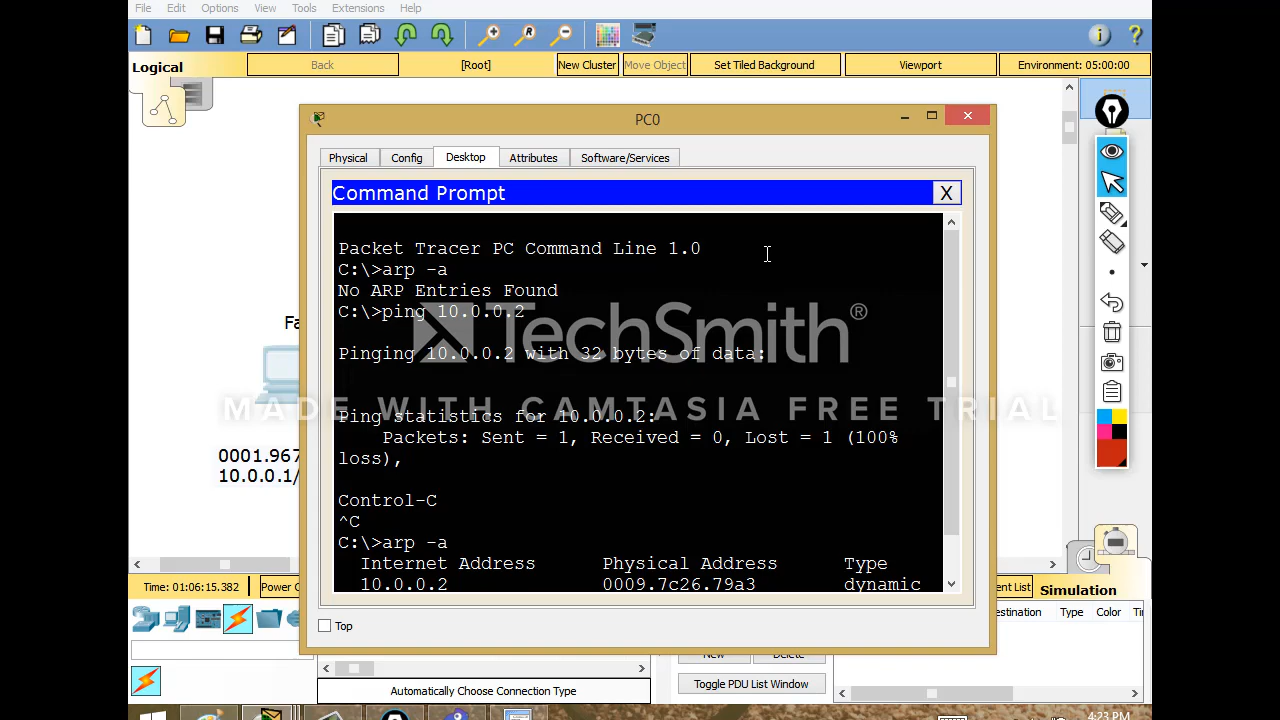 File Edit Options View Tools Extensions Help
Logical Back [Root] New Cluster Move Object Set Tiled Background Viewport Environment: 05:00:00
PC0
Physical Config Desktop Attributes Software/Services
Command Prompt X
Packet Tracer PC Command Line 1.0
C:\>arp -a
No ARP Entries Found
C:\>ping 10.0.0.2
TechSmith®
Pinging 10.0.0.2 with 32 bytes of data:
MADE WITH CAMTASIA FREE TRIAL
Ping statistics for 10.0.0.2:
Packets: Sent = 1, Received = 0, Lost = 1 (100%
loss),
Control-C
^C
C:\>arp -a
Internet Address Physical Address Type
10.0.0.2 0009.7c26.79a3 dynamic
Fa
0001.967
10.0.0.1/
Top
Time: 01:06:15.382 Power C ent List Simulation
estination Type Color Ti
New Delete
Toggle PDU List Window
Automatically Choose Connection Type
4:23 PM